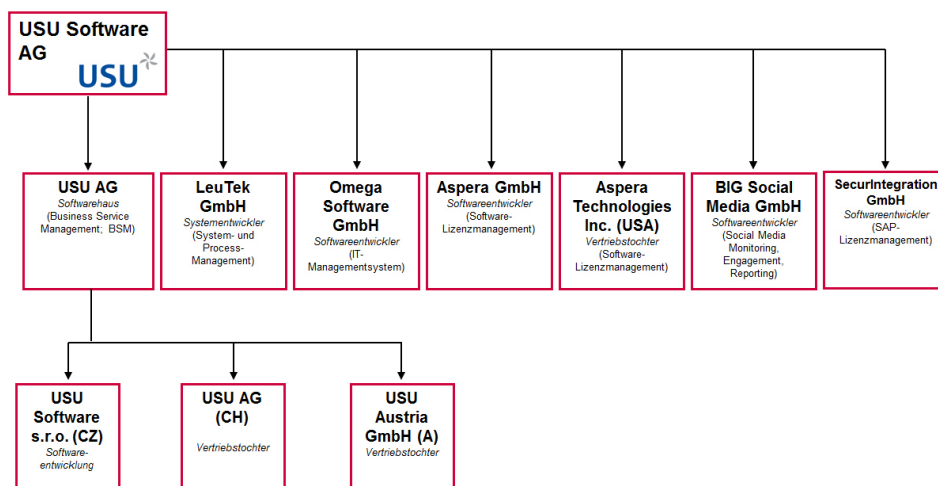 USU Software
AG
USU
USU AG
Softwarehaus
(Business Service
Management; BSM)
LeuTek
GmbH
Systementwickler
(System- und
Process-
Management)
Omega
Software
GmbH
Softwareentwickler
(IT-
Managementsystem)
Aspera GmbH
Softwareentwickler
(Software-
Lizenzmanagement)
Aspera
Technologies
Inc. (USA)
Vertriebstochter
(Software-
Lizenzmanagement)
BIG Social
Media GmbH
Softwareentwickler
(Social Media
Monitoring,
Engagement,
Reporting)
SecurIntegration
GmbH
Softwareentwickler
(SAP-
Lizenzmanagement)
USU
Software
s.r.o. (CZ)
Software-
entwicklung
USU AG
(CH)
Vertriebstochter
USU
Austria
GmbH (A)
Vertriebstochter